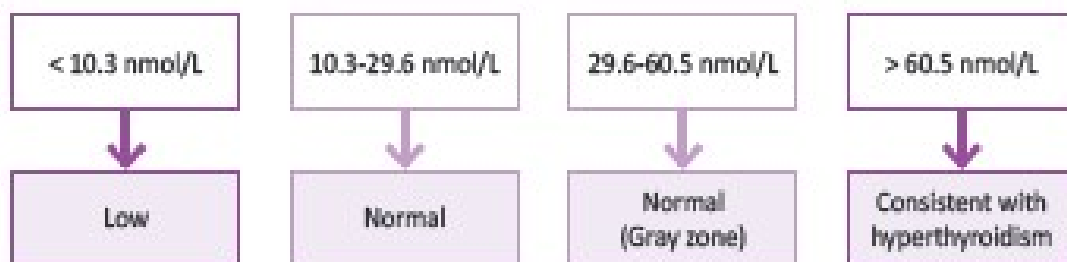 < 10.3 nmol/L
10.3-29.6 nmol/L
29.6-60.5 nmol/L
> 60.5 nmol/L
Low
Normal
Normal
(Gray zone)
Consistent with
hyperthyroidism